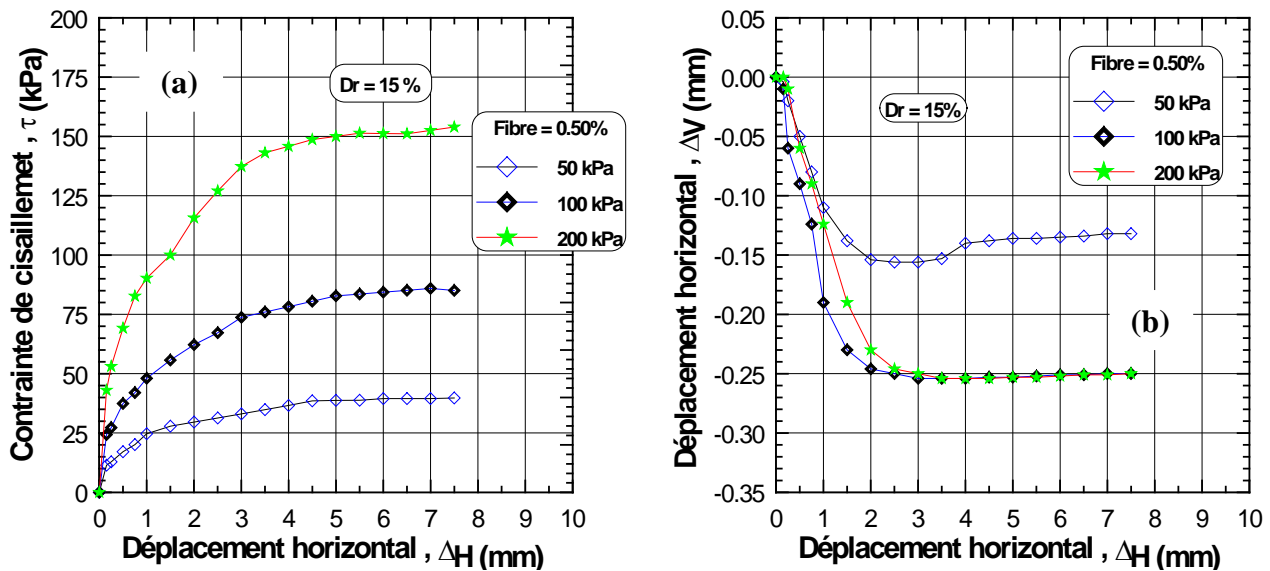 Contrainte de cisaillemet , τ (kPa)
200
175
150
125
100
75
50
25
0
(a)
Dr = 15 %
Fibre = 0.50%
50 kPa
100 kPa
200 kPa
0 1 2 3 4 5 6 7 8 9 10
Déplacement horizontal , ΔH (mm)
Déplacement horizontal , ΔV (mm)
0.05
0.00
-0.05
-0.10
-0.15
-0.20
-0.25
-0.30
-0.35
Fibre = 0.50%
50 kPa
100 kPa
200 kPa
Dr = 15%
(b)
0 1 2 3 4 5 6 7 8 9 10
Déplacement horizontal , ΔH (mm)